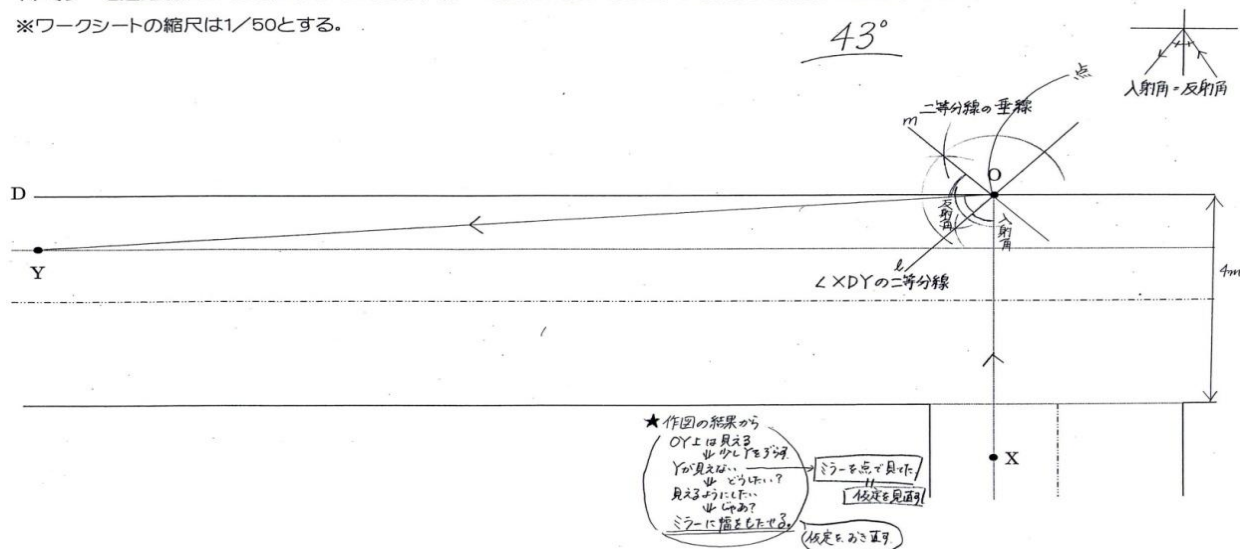 ※ワークシートの縮尺は1/50とする。
43°
点
入射角=反射角
二等分線の垂線
m
O
D
反射角
入射角
Y
l
∠XDYの二等分線
4m
X
★作図の結果から
OY上は見える
⇓ 少しYをずらす
Yが見えない
⇓ どうしたい?
見えるようにしたい
⇓ じゃあ?
ミラーに幅をもたせる。
ミラーを点で見てた
=
仮定を見直す
仮定をおき直す